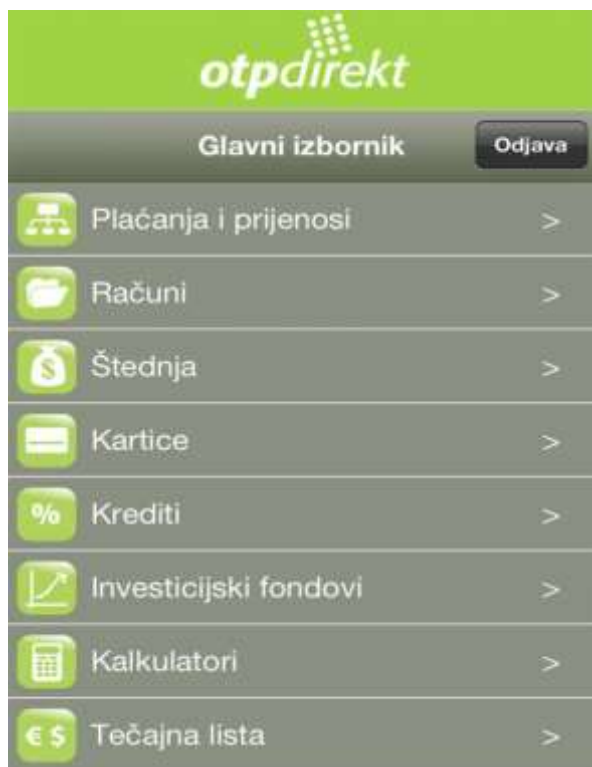 otpdirekt
Glavni izbornik Odjava
Plaćanja i prijenosi >
Računi >
$ Štednja >
Kartice >
% Krediti >
Investicijski fondovi >
Kalkulatori >
€ $ Tečajna lista >